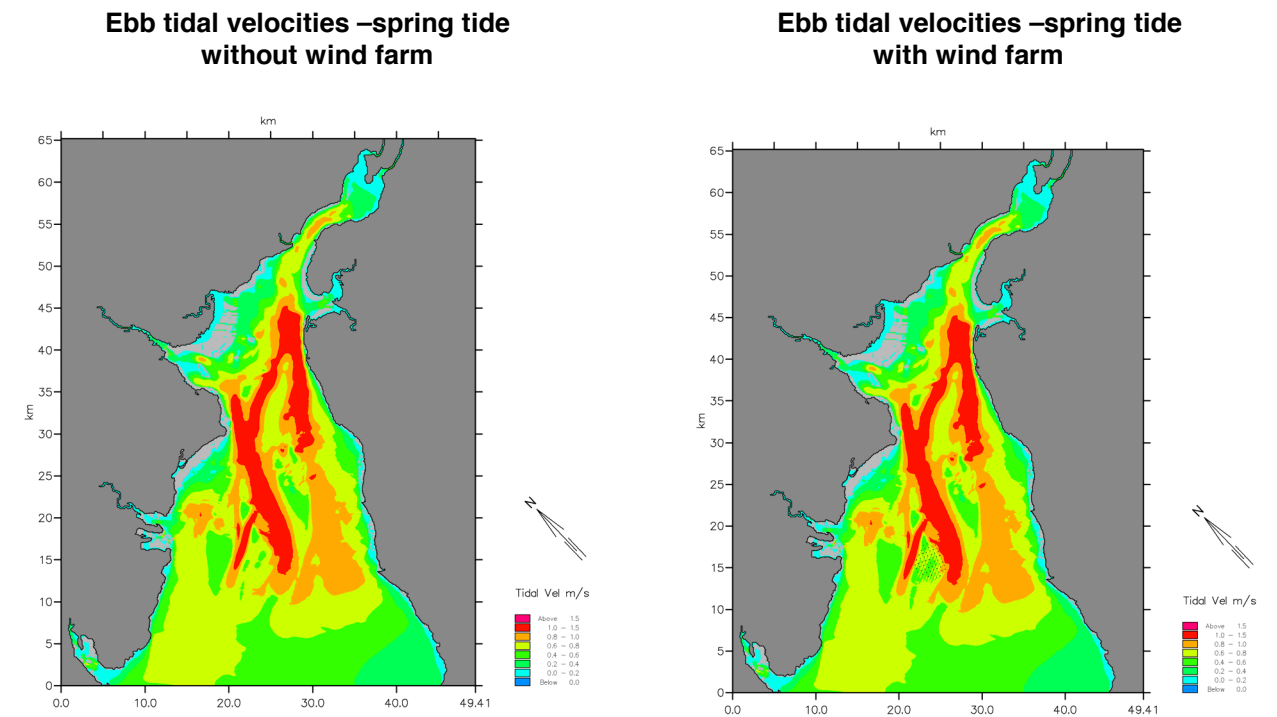 Ebb tidal velocities –spring tide
without wind farm
km
65
60
55
50
45
40
35
30
25
20
15
10
5
0
km
0.0
10.0
20.0
30.0
40.0
49.41
N
Tidal Vel m/s
Above 1.5
1.0 – 1.5
0.8 – 1.0
0.6 – 0.8
0.4 – 0.6
0.2 – 0.4
0.0 – 0.2
Below 0.0
Ebb tidal velocities –spring tide
with wind farm
km
65
60
55
50
45
40
35
30
25
20
15
10
5
0
km
0.0
10.0
20.0
30.0
40.0
49.41
N
Tidal Vel m/s
Above 1.5
1.0 – 1.5
0.8 – 1.0
0.6 – 0.8
0.4 – 0.6
0.2 – 0.4
0.0 – 0.2
Below 0.0